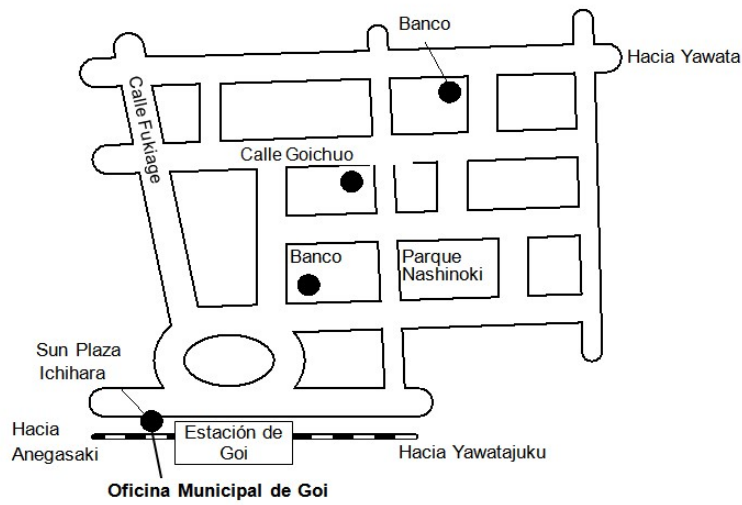 Banco
Hacia Yawata
Calle Fukiage
Calle Goichuo
Banco
Parque
Nashinoki
Sun Plaza
Ichihara
Hacia
Anegasaki
Estación de
Goi
Hacia Yawatajuku
Oficina Municipal de Goi